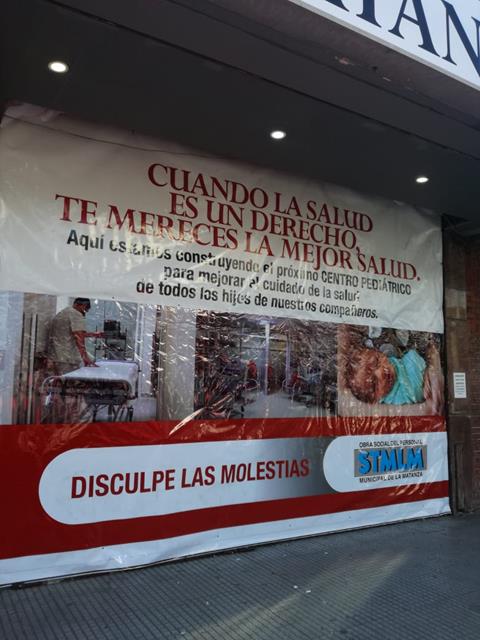 CUANDO LA SALUD
ES UN DERECHO,
TE MERECES LA MEJOR SALUD.
Aquí estamos construyendo el próximo CENTRO PEDIÁTRICO
para mejorar el cuidado de la salud
de todos los hijos de nuestros compañeros.
DISCULPE LAS MOLESTIAS
OBRA SOCIAL DEL PERSONAL
STMLM
MUNICIPAL DE LA MATANZA